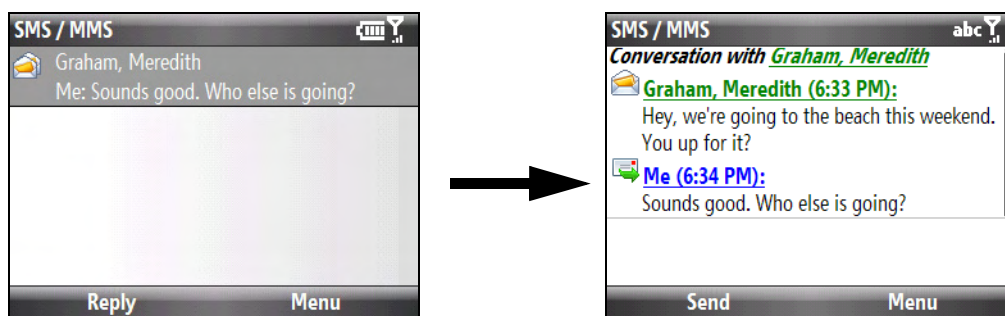 SMS / MMS
Graham, Meredith
Me: Sounds good. Who else is going?
Reply Menu
SMS / MMS abc
Conversation with Graham, Meredith
Graham, Meredith (6:33 PM):
Hey, we're going to the beach this weekend.
You up for it?
Me (6:34 PM):
Sounds good. Who else is going?
Send Menu